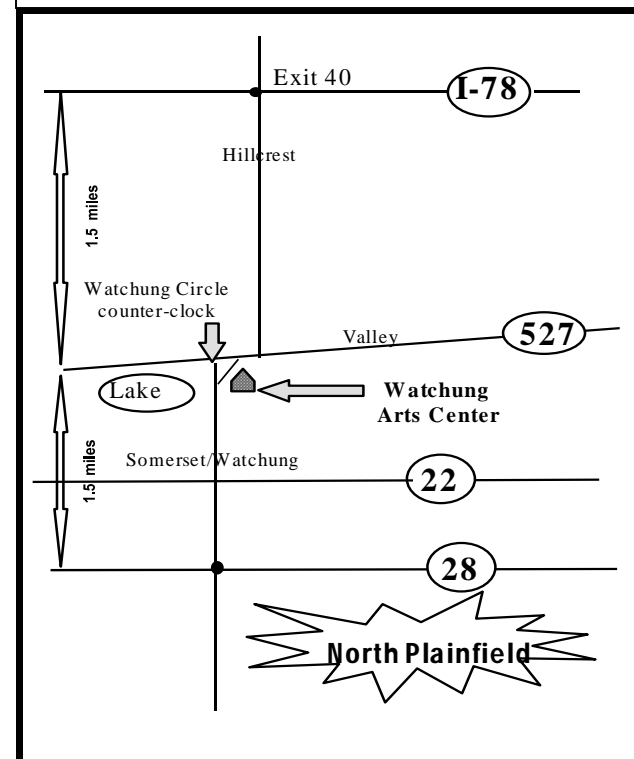 Exit 40
I-78
Hillcrest
1.5 miles
Watchung Circle
counter-clock
Valley
527
Lake
Watchung
Arts Center
1.5 miles
Somerset/Watchung
22
28
North Plainfield